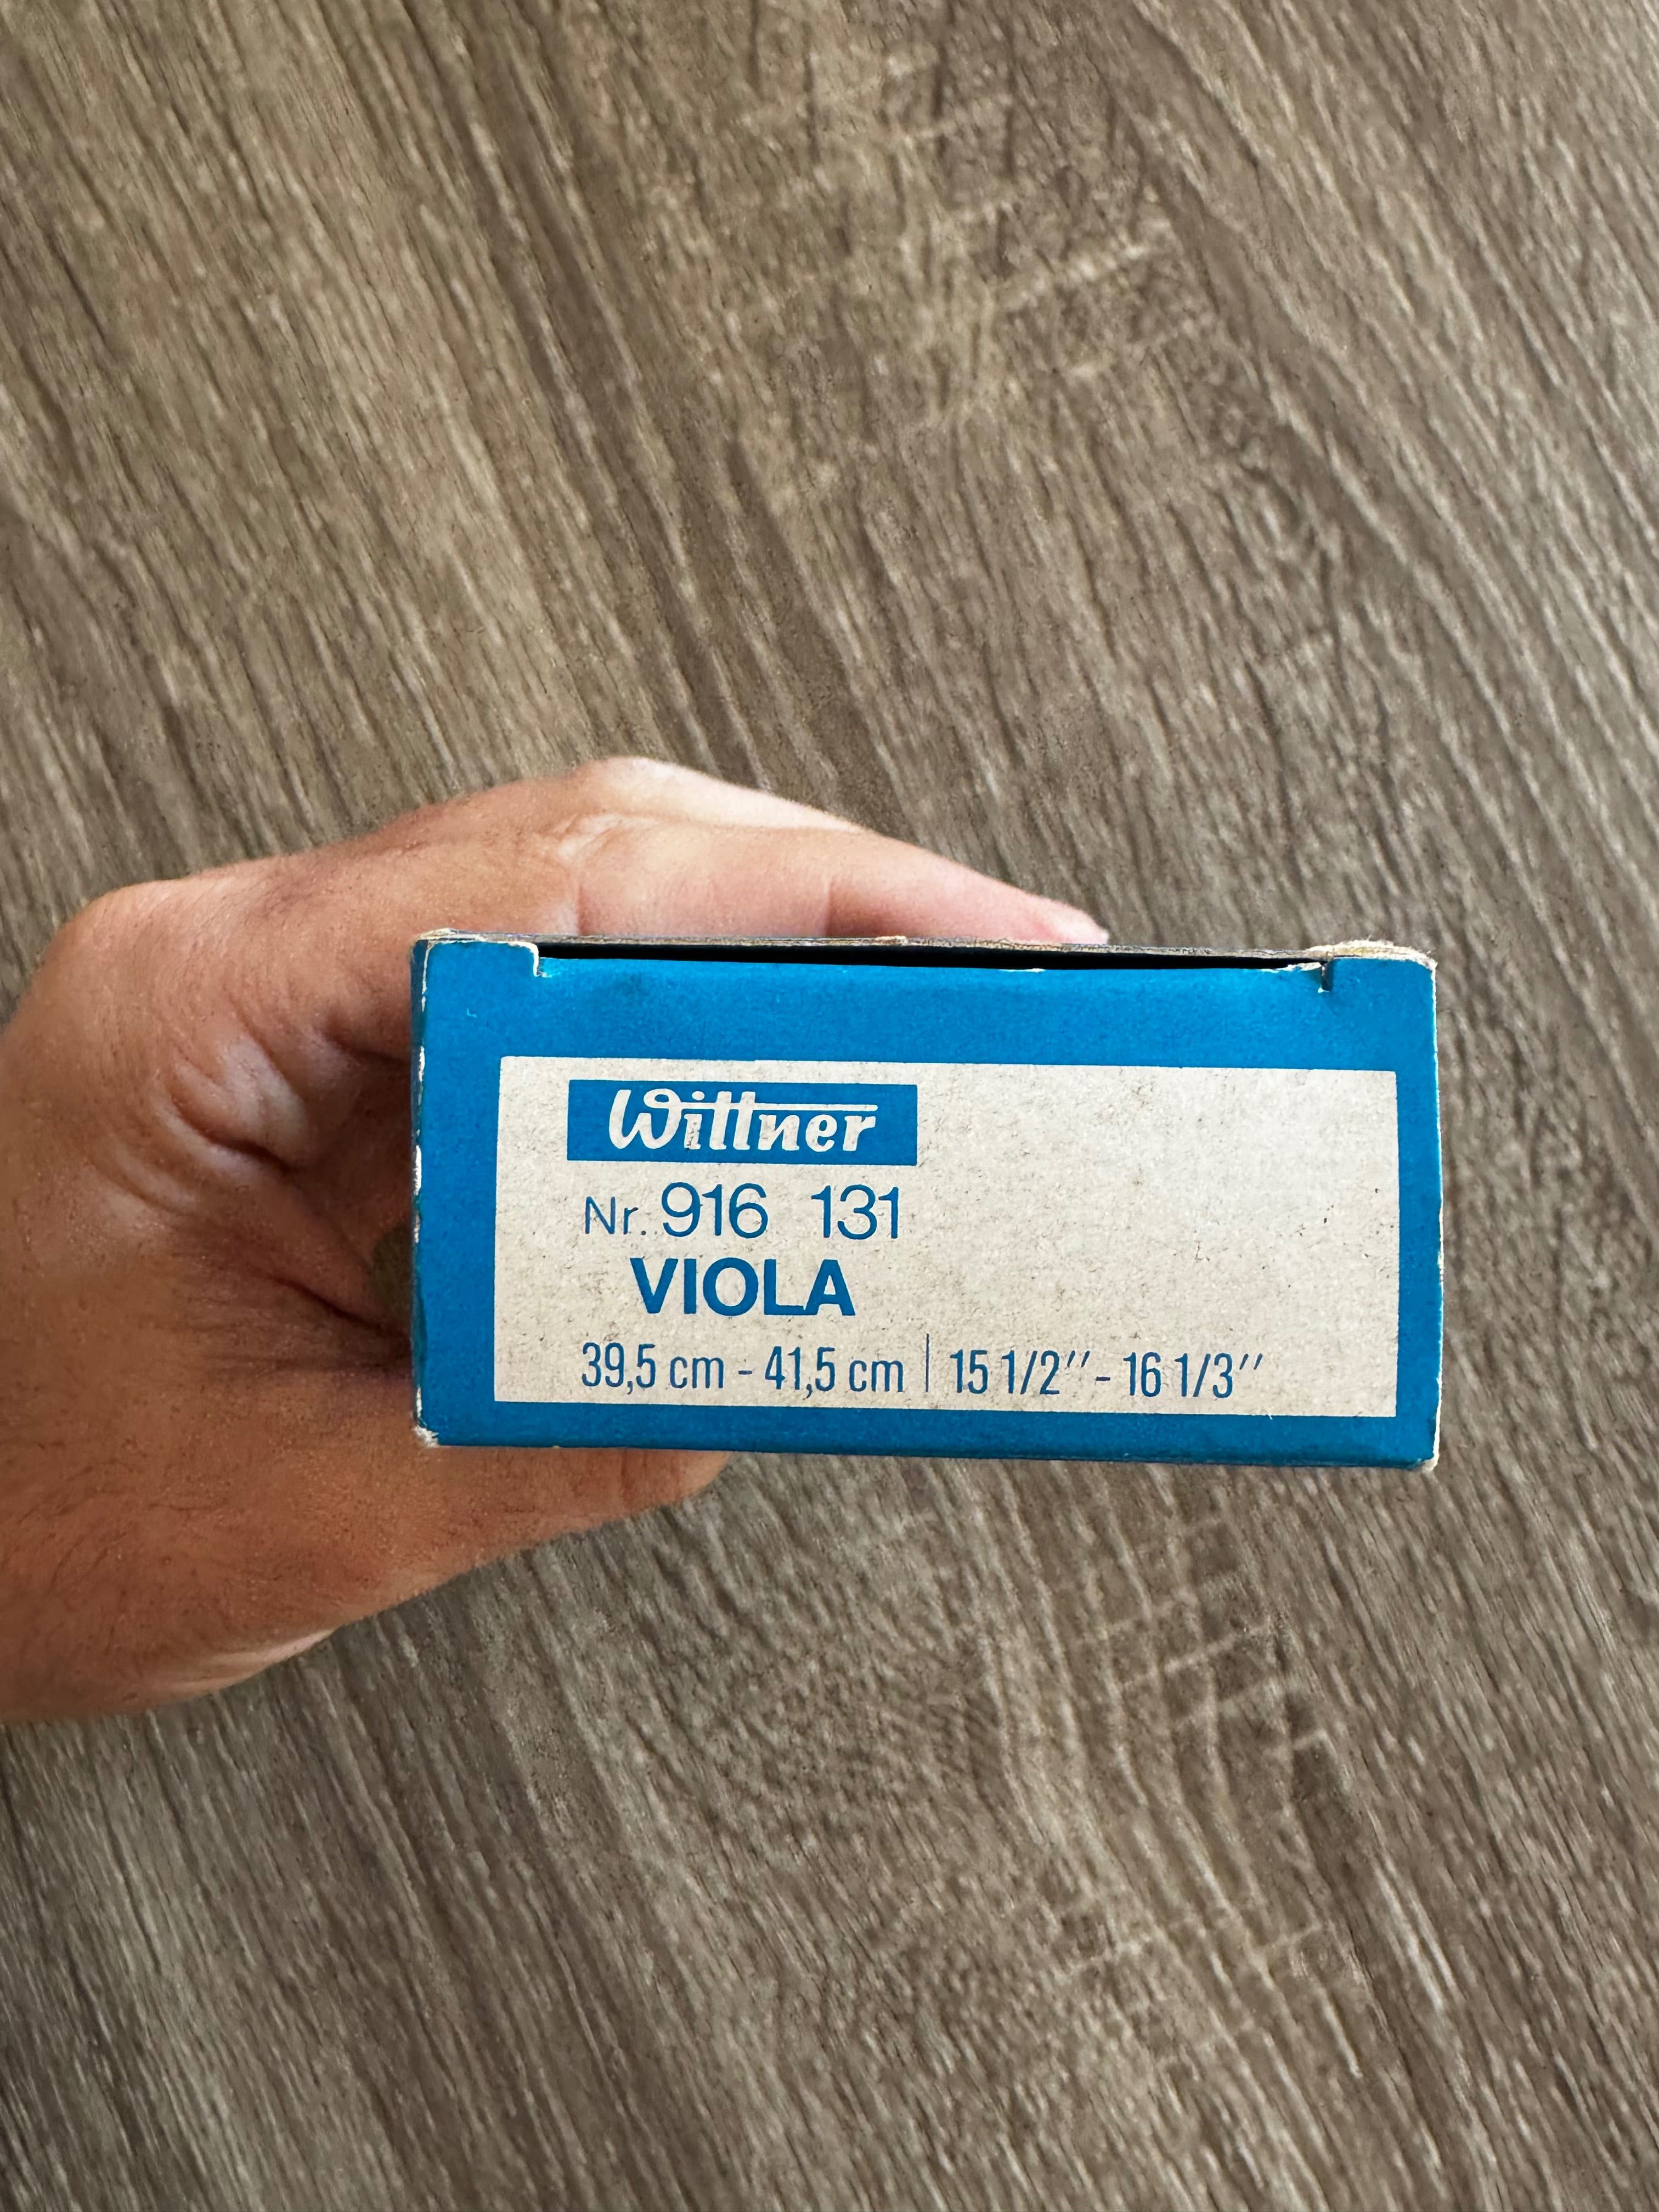 Wittner
Nr. 916 131
VIOLA
39,5 cm - 41,5 cm | 15 1/2″ - 16 1/3″